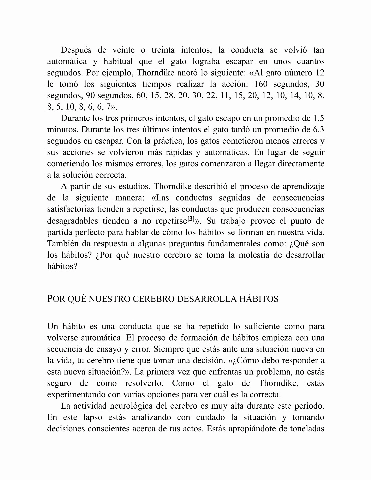 Después de veinte o treinta intentos, la conducta se volvió tan
automática y habitual que el gato lograba escapar en unos cuantos
segundos. Por ejemplo, Thorndike anotó lo siguiente: «Al gato número 12
le tomó los siguientes tiempos realizar la acción: 160 segundos, 30
segundos, 90 segundos, 60, 15, 28, 20, 30, 22, 11, 15, 20, 12, 10, 14, 10, 8,
8, 5, 10, 8, 6, 6, 7».
Durante los tres primeros intentos, el gato escapó en un promedio de 1.5
minutos. Durante los tres últimos intentos el gato tardó un promedio de 6.3
segundos en escapar. Con la práctica, los gatos cometieron menos errores y
sus acciones se volvieron más rápidas y automáticas. En lugar de seguir
cometiendo los mismos errores, los gatos comenzaron a llegar directamente
a la solución correcta.
A partir de sus estudios, Thorndike describió el proceso de aprendizaje
de la siguiente manera: «Las conductas seguidas de consecuencias
satisfactorias tienden a repetirse, las conductas que producen consecuencias
desagradables tienden a no repetirse[2]». Su trabajo provee el punto de
partida perfecto para hablar de cómo los hábitos se forman en nuestra vida.
También da respuesta a algunas preguntas fundamentales como: ¿Qué son
los hábitos? ¿Por qué nuestro cerebro se toma la molestia de desarrollar
hábitos?
POR QUÉ NUESTRO CEREBRO DESARROLLA HÁBITOS
Un hábito es una conducta que se ha repetido lo suficiente como para
volverse automática. El proceso de formación de hábitos empieza con una
secuencia de ensayo y error. Siempre que estás ante una situación nueva en
la vida, tu cerebro tiene que tomar una decisión. «¿Cómo debo responder a
esta nueva situación?». La primera vez que enfrentas un problema, no estás
seguro de cómo resolverlo. Como el gato de Thorndike, estás
experimentando con varias opciones para ver cuál es la correcta.
La actividad neurológica del cerebro es muy alta durante este periodo.
En este lapso estás analizando con cuidado la situación y tomando
decisiones conscientes acerca de tus actos. Estás apropiándote de toneladas